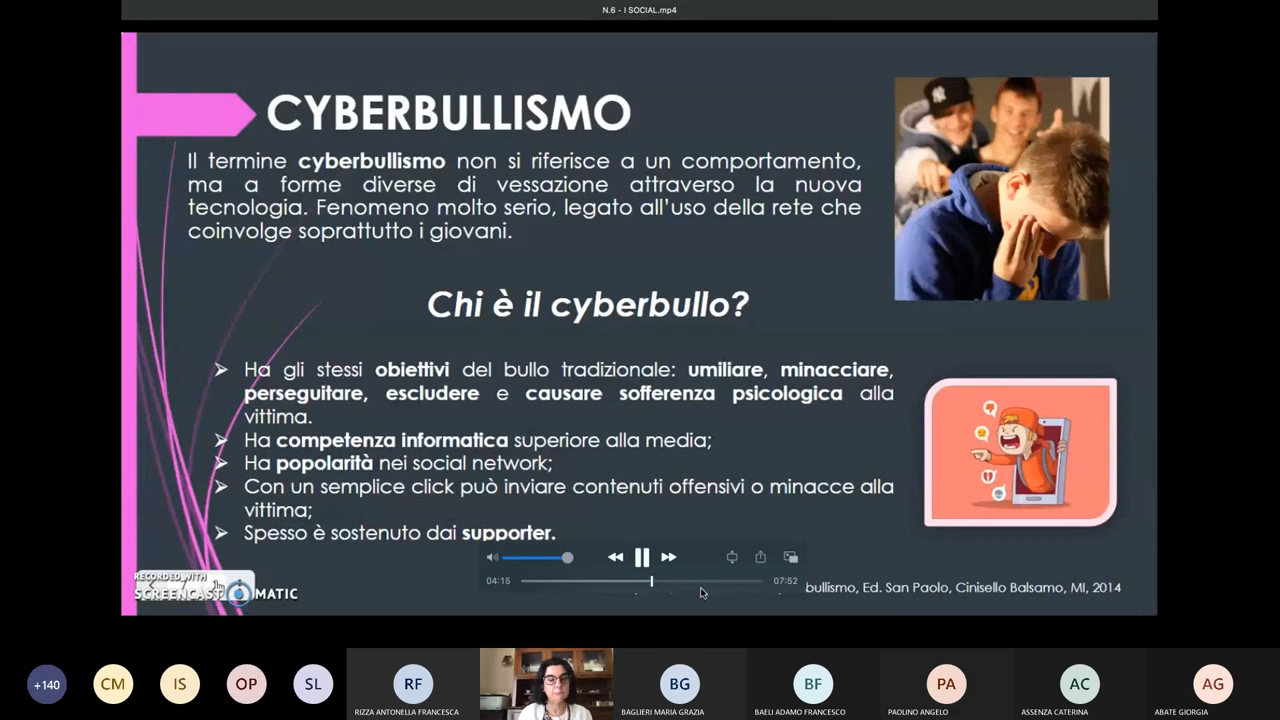 N.6 - I SOCIAL.mp4
CYBERBULLISMO
Il termine cyberbullismo non si riferisce a un comportamento,
ma a forme diverse di vessazione attraverso la nuova
tecnologia. Fenomeno molto serio, legato all'uso della rete che
coinvolge soprattutto i giovani.
Chi è il cyberbullo?
➢ Ha gli stessi obiettivi del bullo tradizionale: umiliare, minacciare,
perseguitare, escludere e causare sofferenza psicologica alla
vittima.
➢ Ha competenza informatica superiore alla media;
➢ Ha popolarità nei social network;
➢ Con un semplice click può inviare contenuti offensivi o minacce alla
vittima;
➢ Spesso è sostenuto dai supporter.
04:15
07:52
bullismo, Ed. San Paolo, Cinisello Balsamo, MI, 2014
RECORDED WITH
SCREENCAST MATIC
+140
CM
IS
OP
SL
RF
BG
BF
PA
AC
AG
RIZZA ANTONELLA FRANCESCA
BAGLIERI MARIA GRAZIA
BAELI ADAMO FRANCESCO
PAOLINO ANGELO
ASSENZA CATERINA
ABATE GIORGIA